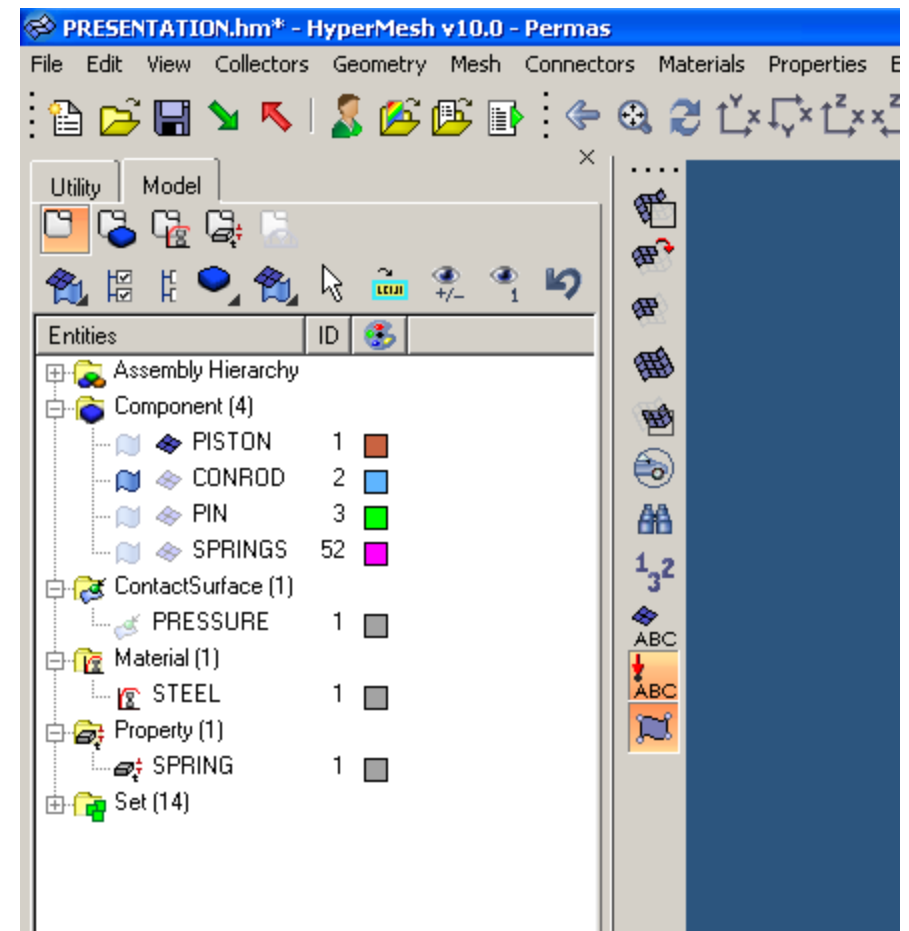 PRESENTATION.hm* - HyperMesh v10.0 - Permas
File Edit View Collectors Geometry Mesh Connectors Materials Properties E
Utility Model
Entities ID
Assembly Hierarchy
Component (4)
PISTON 1
CONROD 2
PIN 3
SPRINGS 52
ContactSurface (1)
PRESSURE 1
Material (1)
STEEL 1
Property (1)
SPRING 1
Set (14)
Y X
Y X
Z X
Z X
+/-
1
1 2 3
ABC
ABC